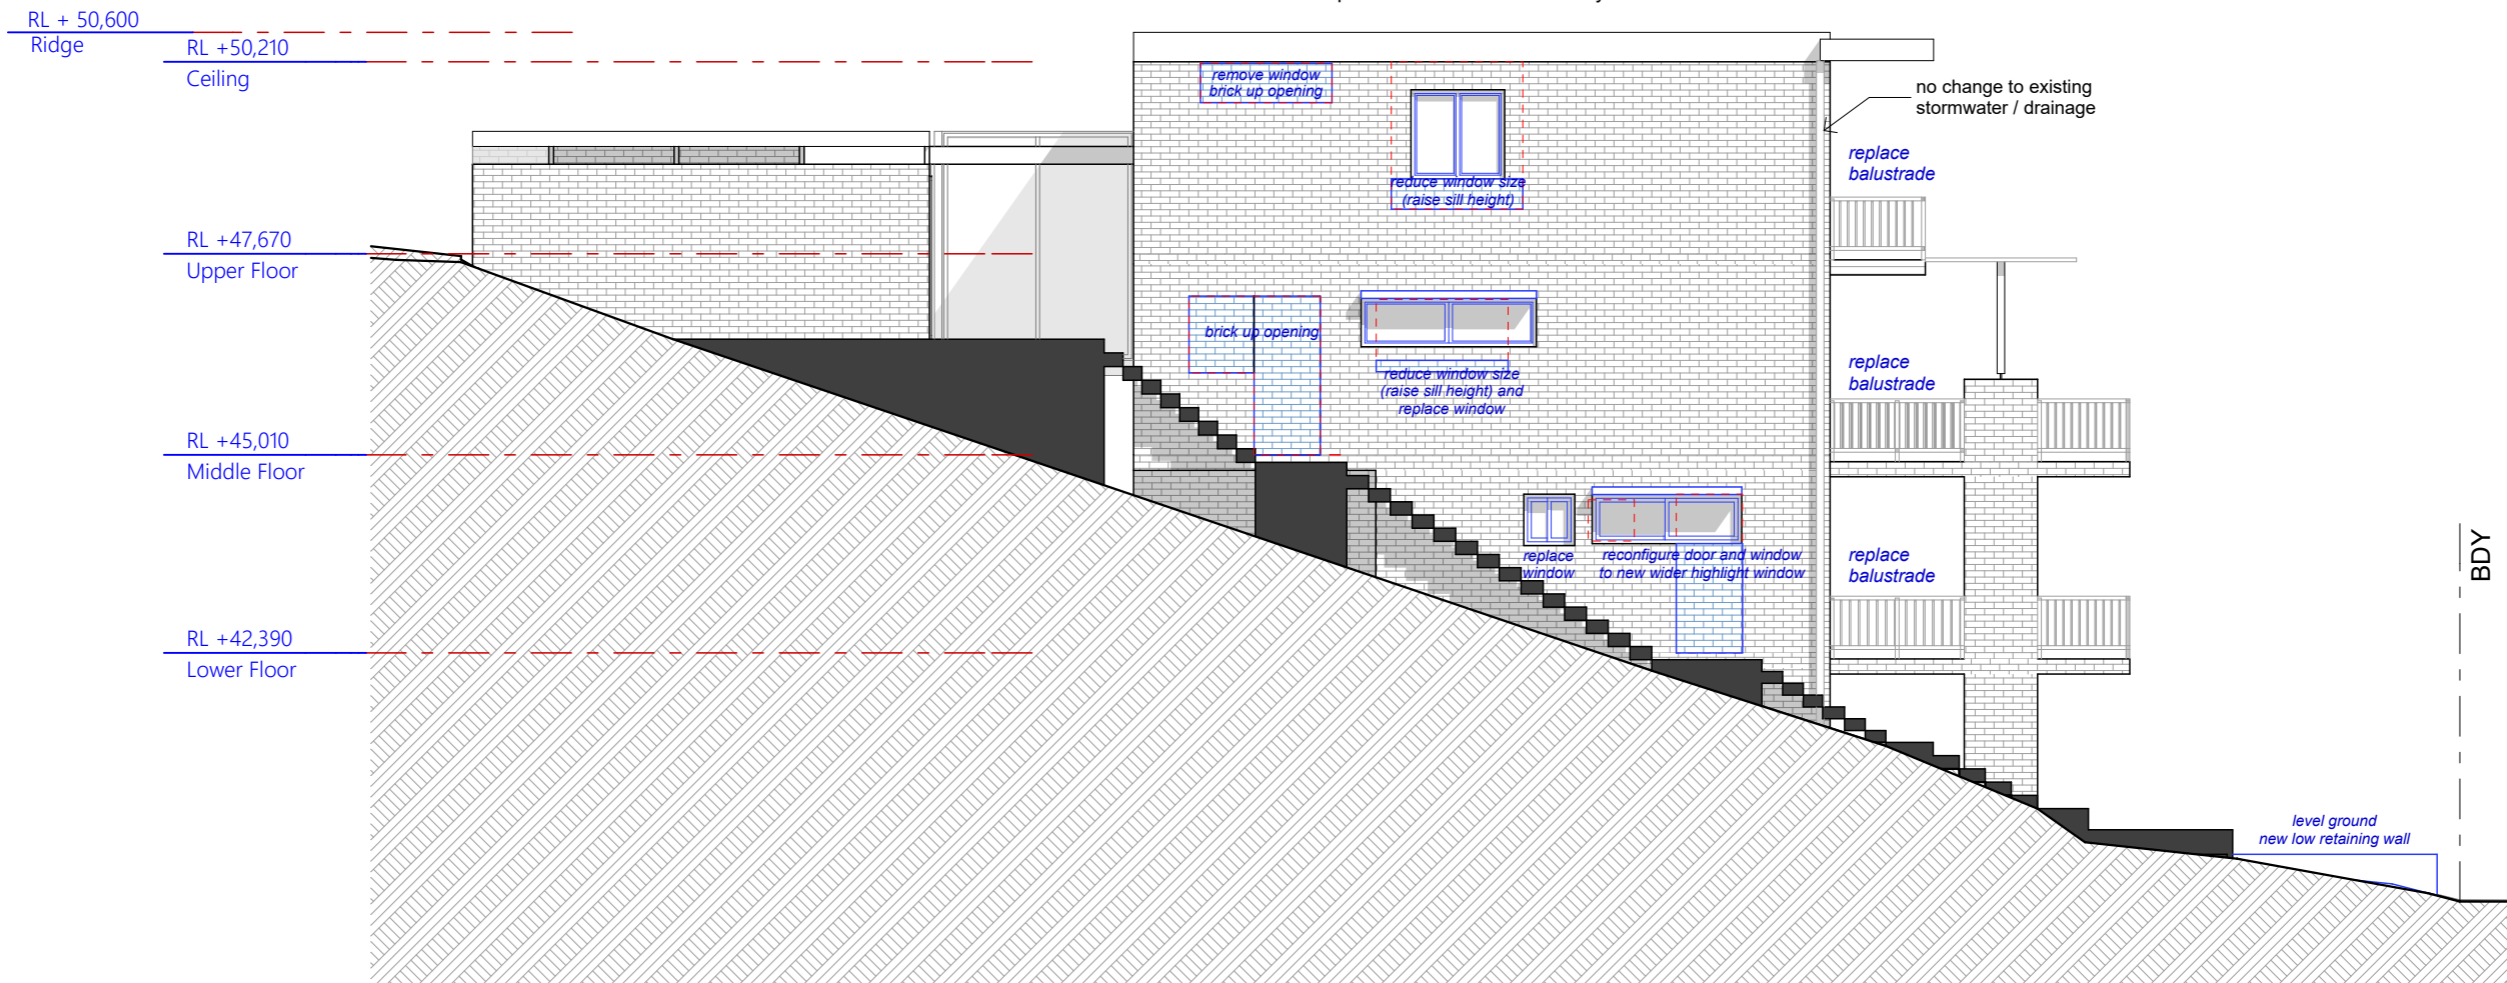 RL + 50,600
Ridge
RL +50,210
Ceiling
remove window
brick up opening
no change to existing
stormwater / drainage
replace
balustrade
reduce window size
(raise sill height)
RL +47,670
Upper Floor
brick up opening
reduce window size
(raise sill height) and
replace window
replace
balustrade
RL +45,010
Middle Floor
replace
window
reconfigure door and window
to new wider highlight window
replace
balustrade
BDY
RL +42,390
Lower Floor
level ground
new low retaining wall